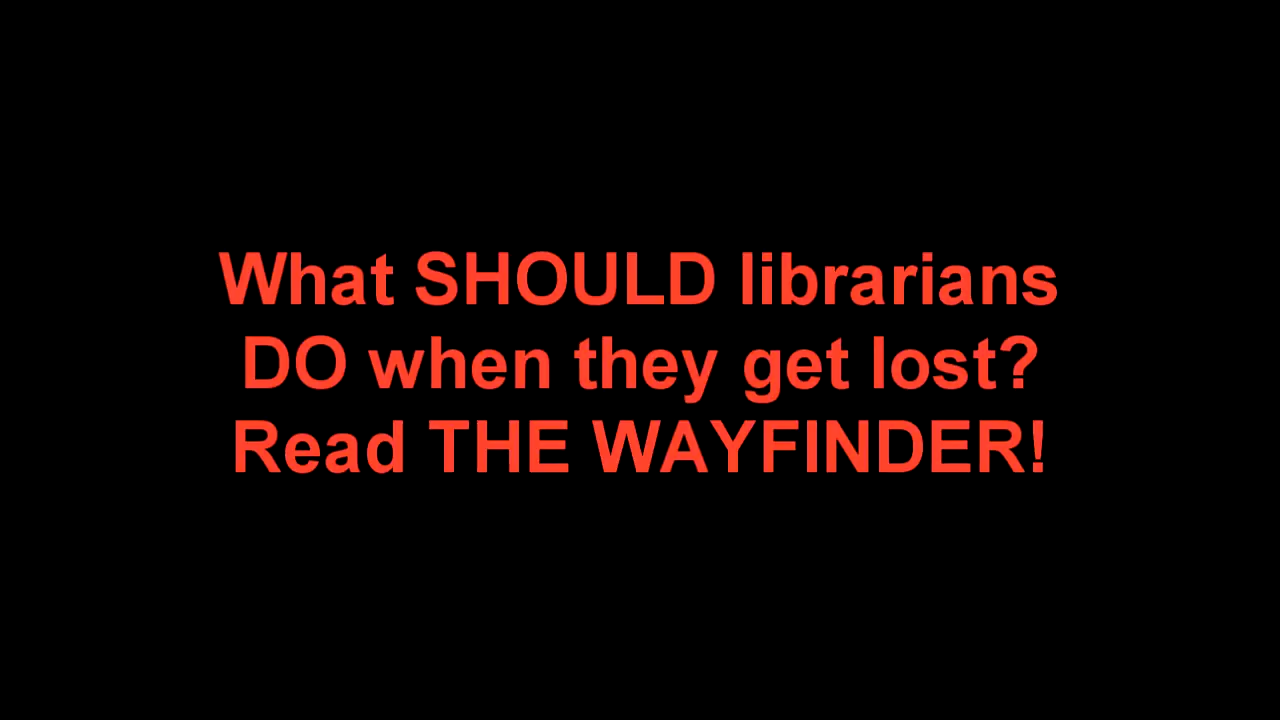 What SHOULD librarians
DO when they get lost?
Read THE WAYFINDER!